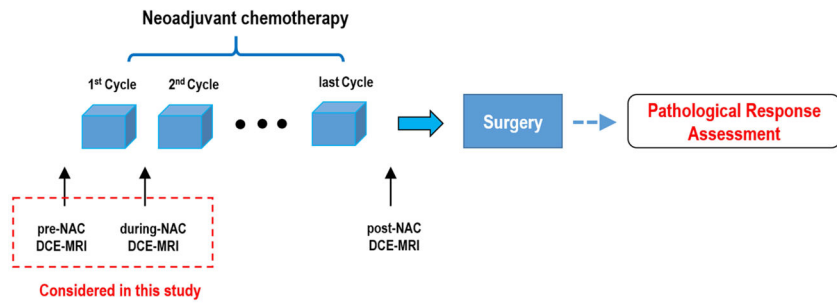 Neoadjuvant chemotherapy
1st Cycle
2nd Cycle
last Cycle
Surgery
Pathological Response
Assessment
pre-NAC
DCE-MRI
during-NAC
DCE-MRI
post-NAC
DCE-MRI
Considered in this study